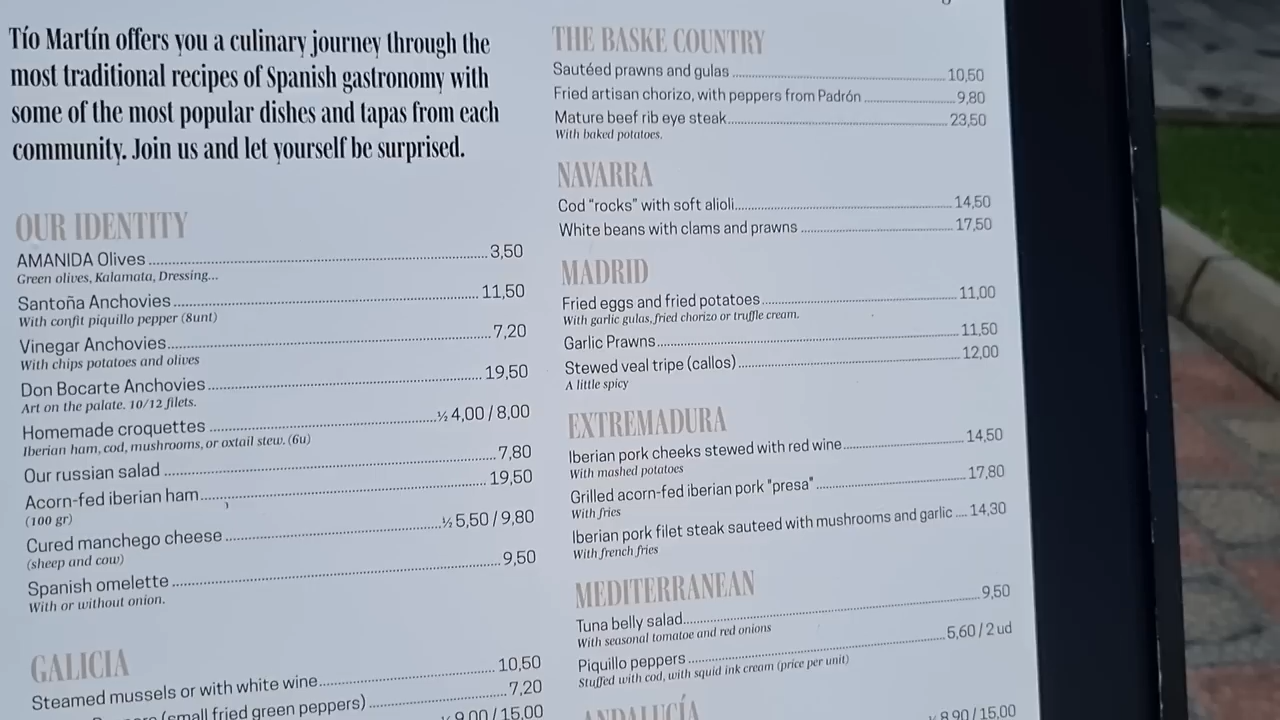 Tío Martín offers you a culinary journey through the
most traditional recipes of Spanish gastronomy with
some of the most popular dishes and tapas from each
community. Join us and let yourself be surprised.
OUR IDENTITY
AMANIDA Olives 3,50
Green olives, Kalamata, Dressing...
Santoña Anchovies 11,50
With confit piquillo pepper (8unt)
Vinegar Anchovies 7,20
With chips potatoes and olives
Don Bocarte Anchovies 19,50
Art on the palate. 10/12 filets.
Homemade croquettes ½ 4,00 / 8,00
Iberian ham, cod, mushrooms, or oxtail stew. (6u)
Our russian salad 7,80
Acorn-fed iberian ham 19,50
(100 gr)
Cured manchego cheese ½ 5,50 / 9,80
(sheep and cow)
Spanish omelette 9,50
With or without onion.
GALICIA
Steamed mussels or with white wine 10,50
(small fried green peppers) 7,20
9,00 / 15,00
THE BASKE COUNTRY
Sautéed prawns and gulas 10,50
Fried artisan chorizo, with peppers from Padrón 9,80
Mature beef rib eye steak 23,50
With baked potatoes.
NAVARRA
Cod “rocks” with soft alioli 14,50
White beans with clams and prawns 17,50
MADRID
Fried eggs and fried potatoes 11,00
With garlic gulas, fried chorizo or truffle cream.
Garlic Prawns 11,50
Stewed veal tripe (callos) 12,00
A little spicy
EXTREMADURA
Iberian pork cheeks stewed with red wine 14,50
With mashed potatoes
Grilled acorn-fed iberian pork "presa" 17,80
With fries
Iberian pork filet steak sauteed with mushrooms and garlic 14,30
With french fries
MEDITERRANEAN
Tuna belly salad 9,50
With seasonal tomatoe and red onions
Piquillo peppers 5,60 / 2 ud
Stuffed with cod, with squid ink cream (price per unit)
ANDALUCÍA
8,90 / 15,00